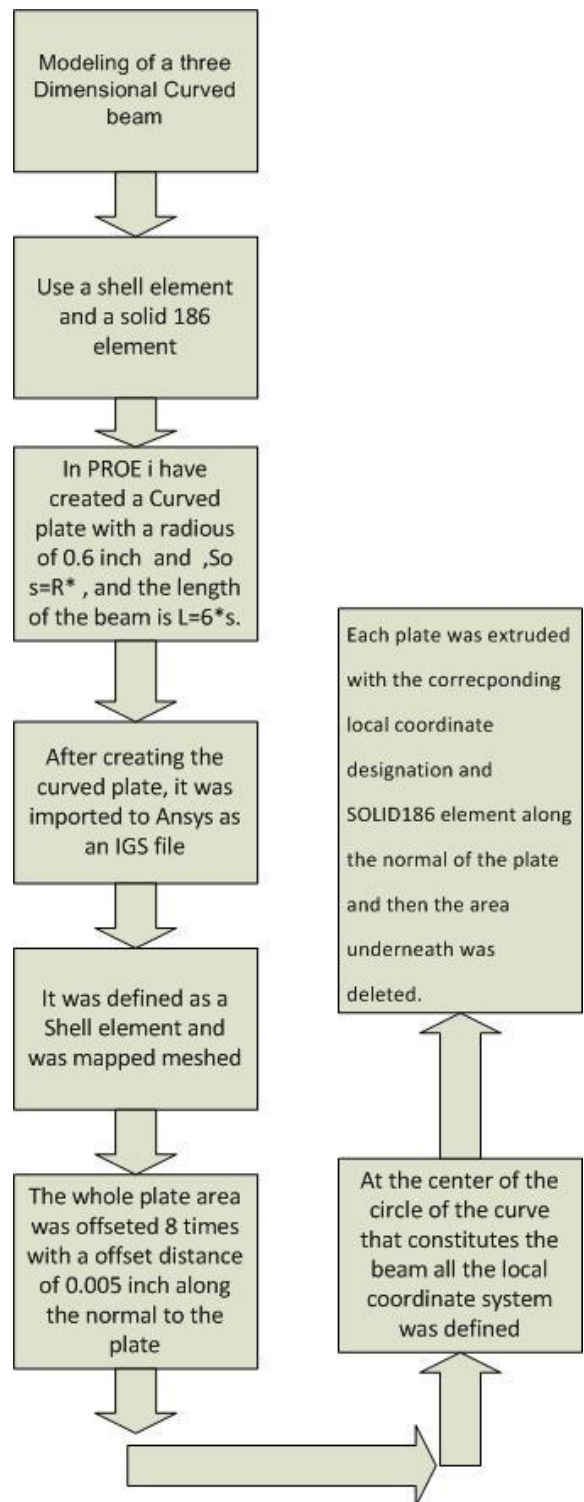 Modeling of a three
Dimensional Curved
beam
Use a shell element
and a solid 186
element
In PROE i have
created a Curved
plate with a radious
of 0.6 inch and ,So
s=R* , and the length
of the beam is L=6*s.
After creating the
curved plate, it was
imported to Ansys as
an IGS file
It was defined as a
Shell element and
was mapped meshed
The whole plate area
was offseted 8 times
with a offset distance
of 0.005 inch along
the normal to the
plate
At the center of the
circle of the curve
that constitutes the
beam all the local
coordinate system
was defined
Each plate was extruded
with the correcponding
local coordinate
designation and
SOLID186 element along
the normal of the plate
and then the area
underneath was
deleted.